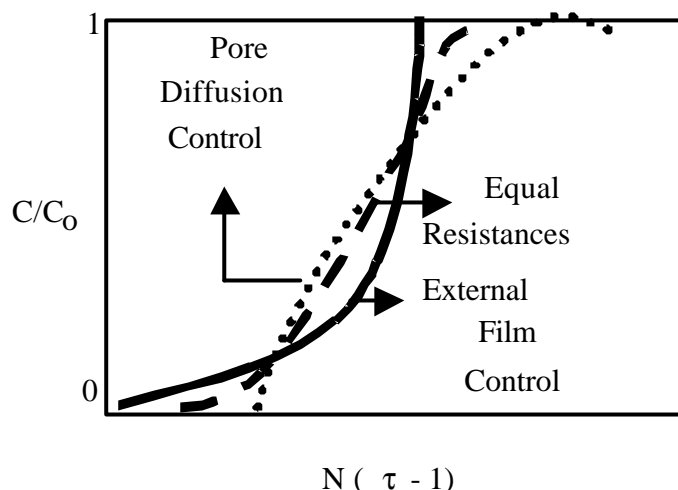 1
Pore
Diffusion
Control
C/Co
Equal
Resistances
External
Film
Control
0
N ( τ - 1)